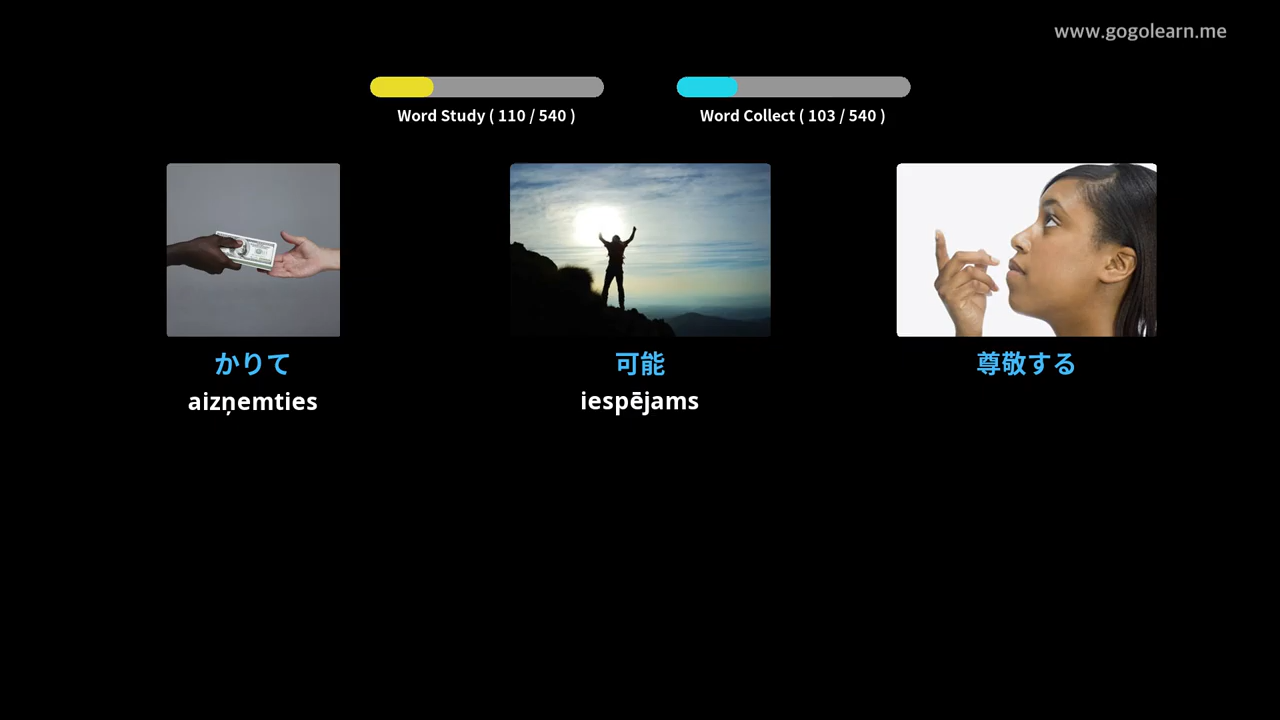 www.gogolearn.me
Word Study ( 110 / 540 )
Word Collect ( 103 / 540 )
かりて
可能
尊敬する
aizņemties
iespējams